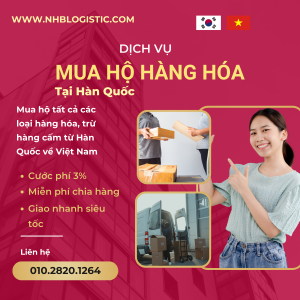 WWW.NHBLOGISTIC.COM
DỊCH VỤ
MUA HỘ HÀNG HÓA
Tại Hàn Quốc
Mua hộ tất cả các
loại hàng hóa, trừ
hàng cấm từ Hàn
Quốc về Việt Nam
Cước phí 3%
Miễn phí chia hàng
Giao nhanh siêu
tốc
Liên hệ
010.2820.1264